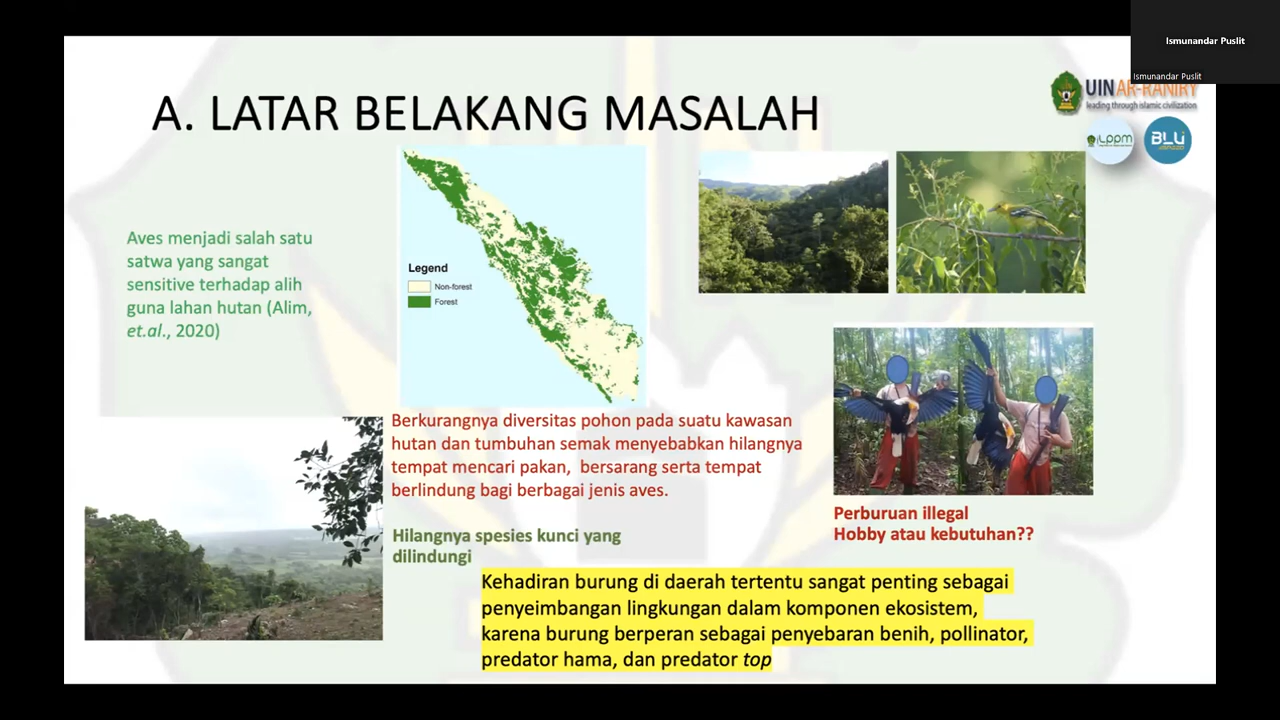 Ismunandar Puslit
Ismunandar Puslit
UIN AR-RANIRY
leading through islamic civilization
LPPM
BLU
A. LATAR BELAKANG MASALAH
Aves menjadi salah satu
satwa yang sangat
sensitive terhadap alih
guna lahan hutan (Alim,
et.al., 2020)
Legend
Non-forest
Forest
Berkurangnya diversitas pohon pada suatu kawasan
hutan dan tumbuhan semak menyebabkan hilangnya
tempat mencari pakan, bersarang serta tempat
berlindung bagi berbagai jenis aves.
Perburuan illegal
Hobby atau kebutuhan??
Hilangnya spesies kunci yang
dilindungi
Kehadiran burung di daerah tertentu sangat penting sebagai
penyeimbangan lingkungan dalam komponen ekosistem,
karena burung berperan sebagai penyebaran benih, pollinator,
predator hama, dan predator top